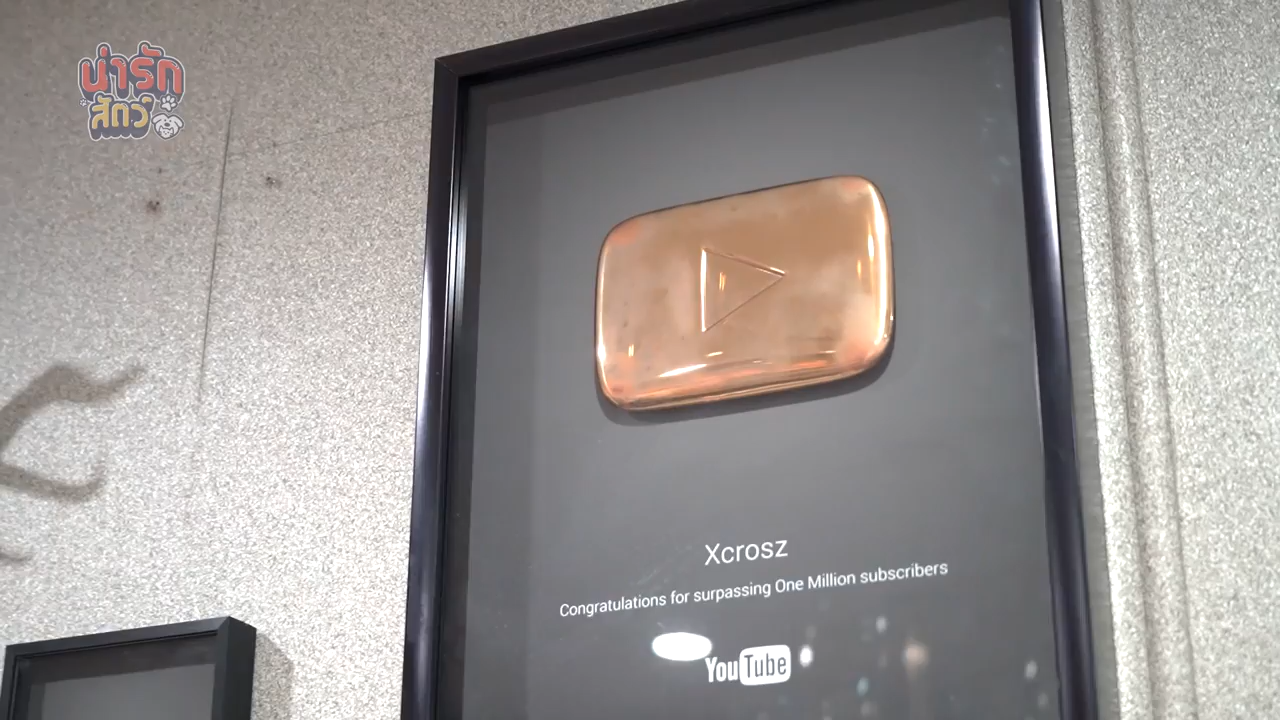 น่ารัก
สัตว์
Xcrosz
Congratulations for surpassing One Million subscribers
YouTube